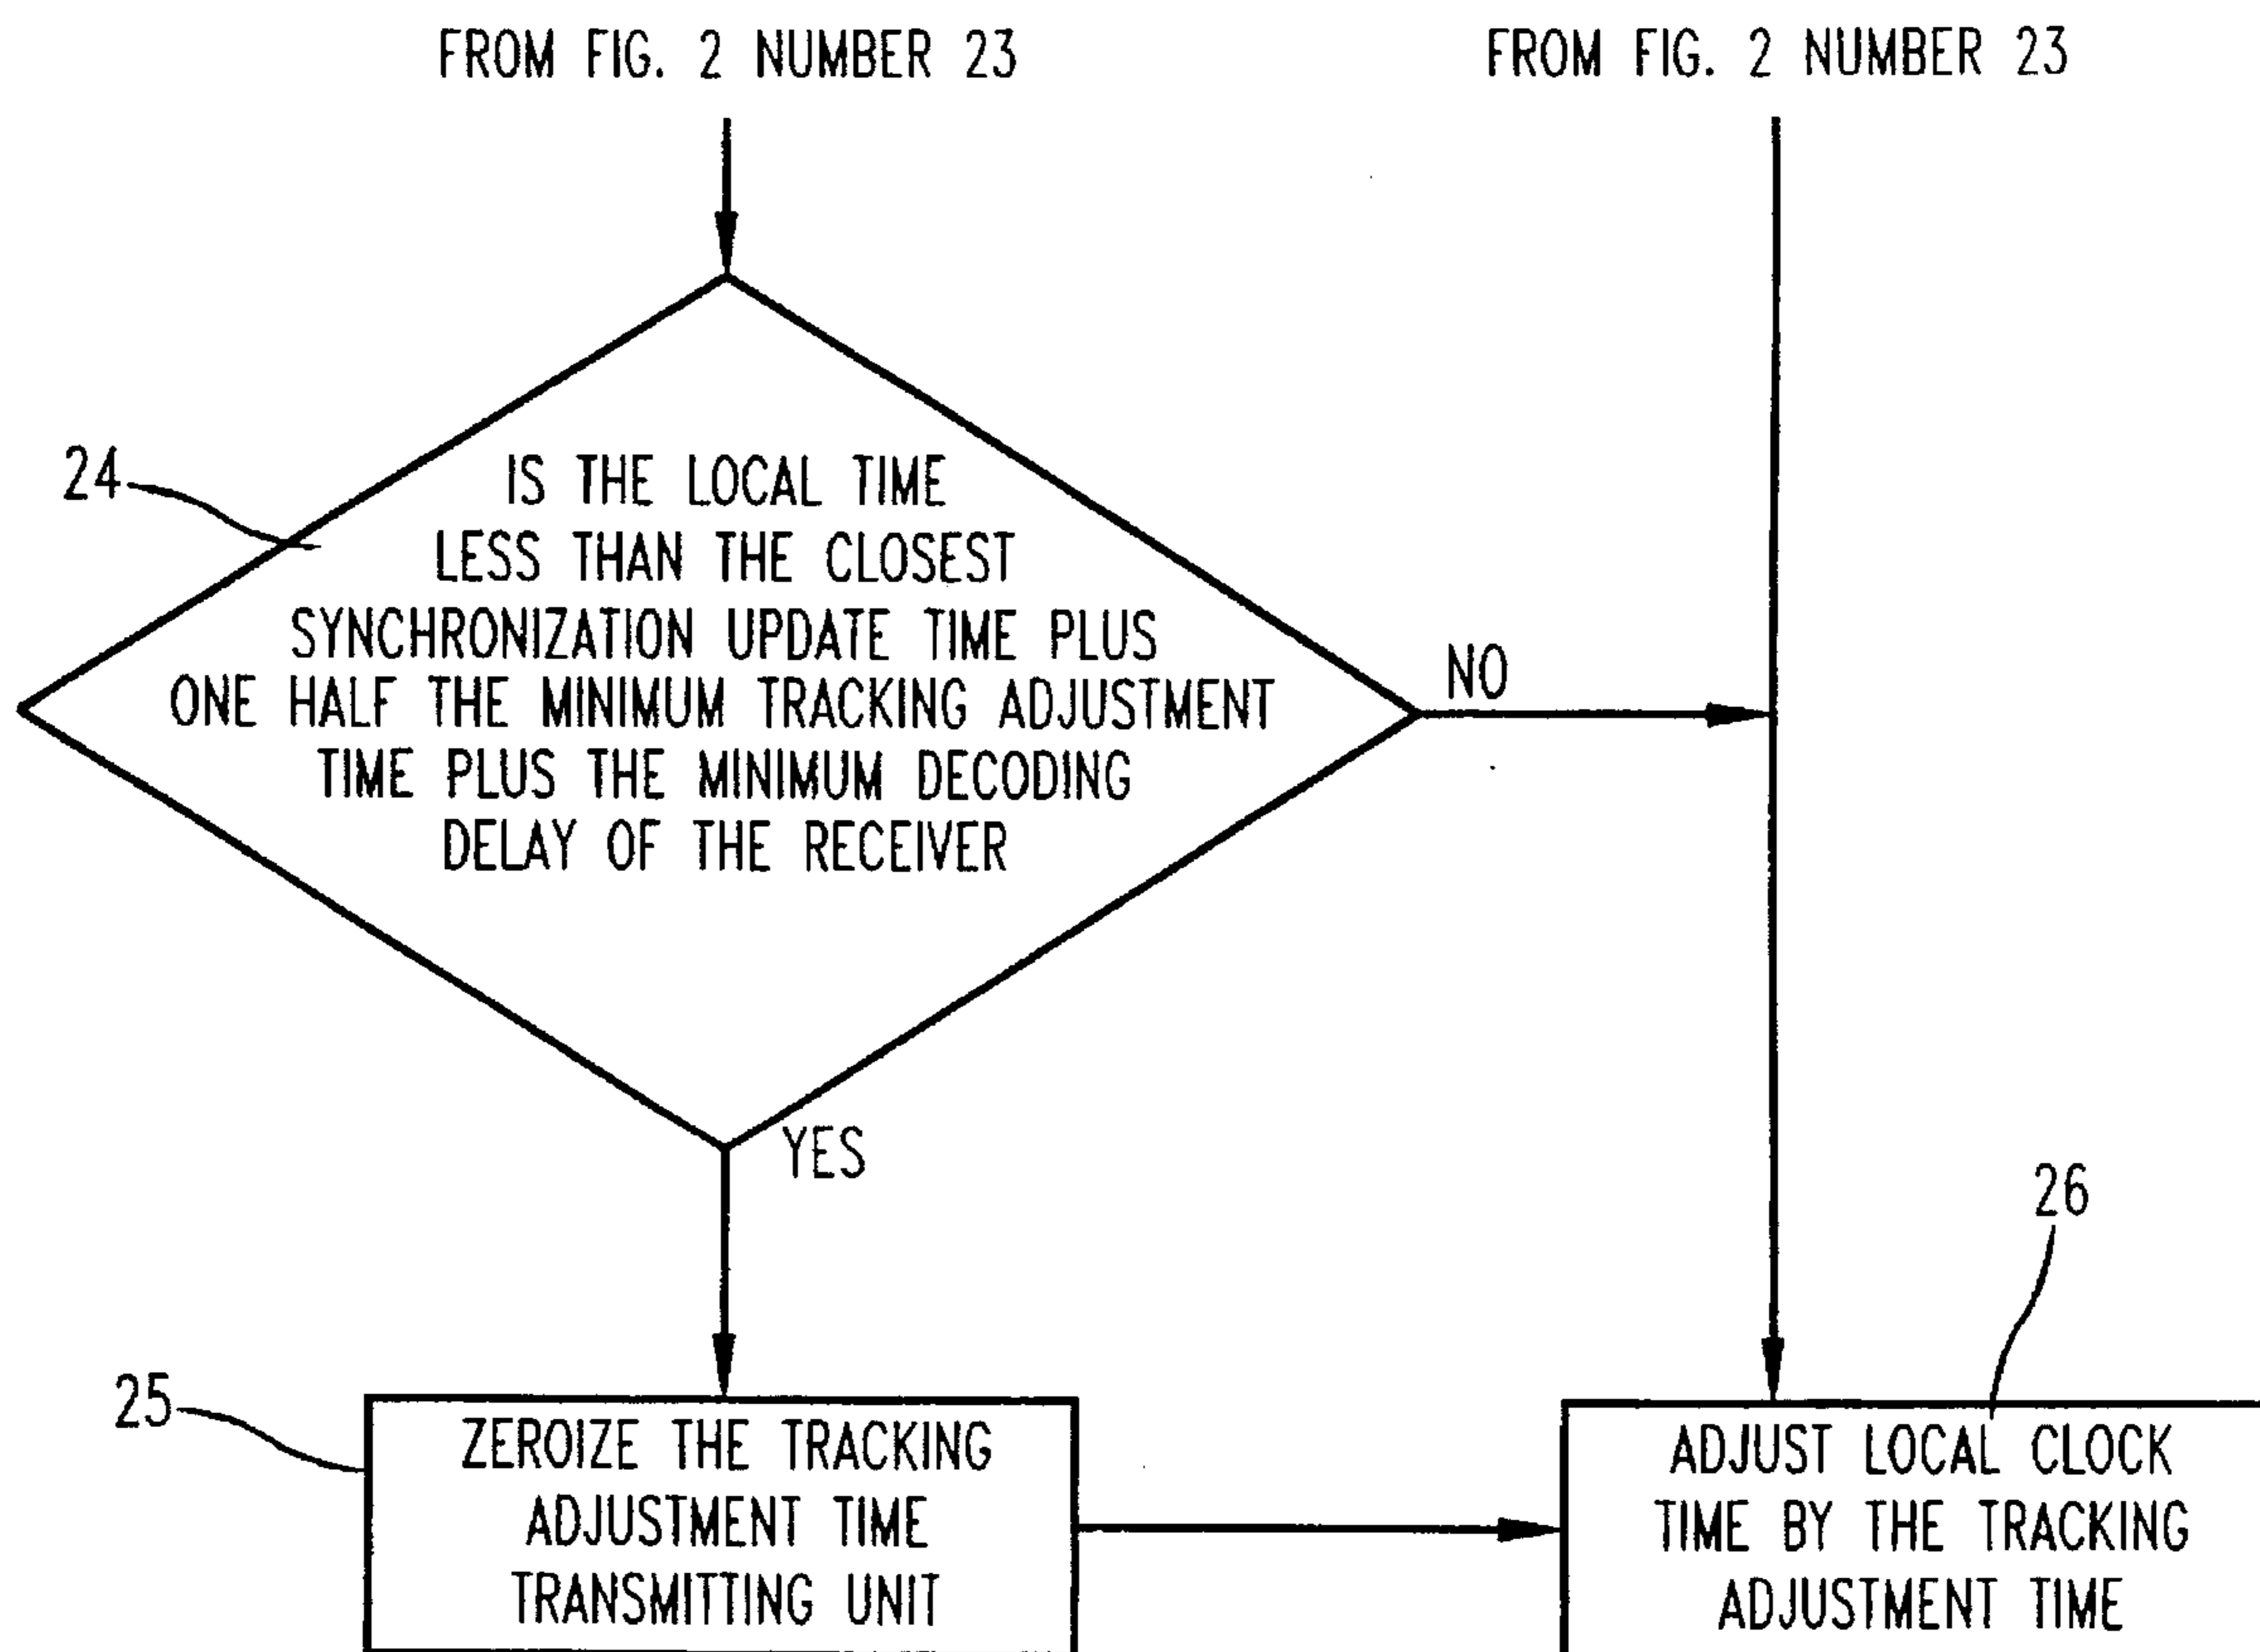 FROM FIG. 2 NUMBER 23
FROM FIG. 2 NUMBER 23
24
IS THE LOCAL TIME
LESS THAN THE CLOSEST
SYNCHRONIZATION UPDATE TIME PLUS
ONE HALF THE MINIMUM TRACKING ADJUSTMENT
TIME PLUS THE MINIMUM DECODING
DELAY OF THE RECEIVER
NO
YES
25
ZEROIZE THE TRACKING
ADJUSTMENT TIME
TRANSMITTING UNIT
26
ADJUST LOCAL CLOCK
TIME BY THE TRACKING
ADJUSTMENT TIME